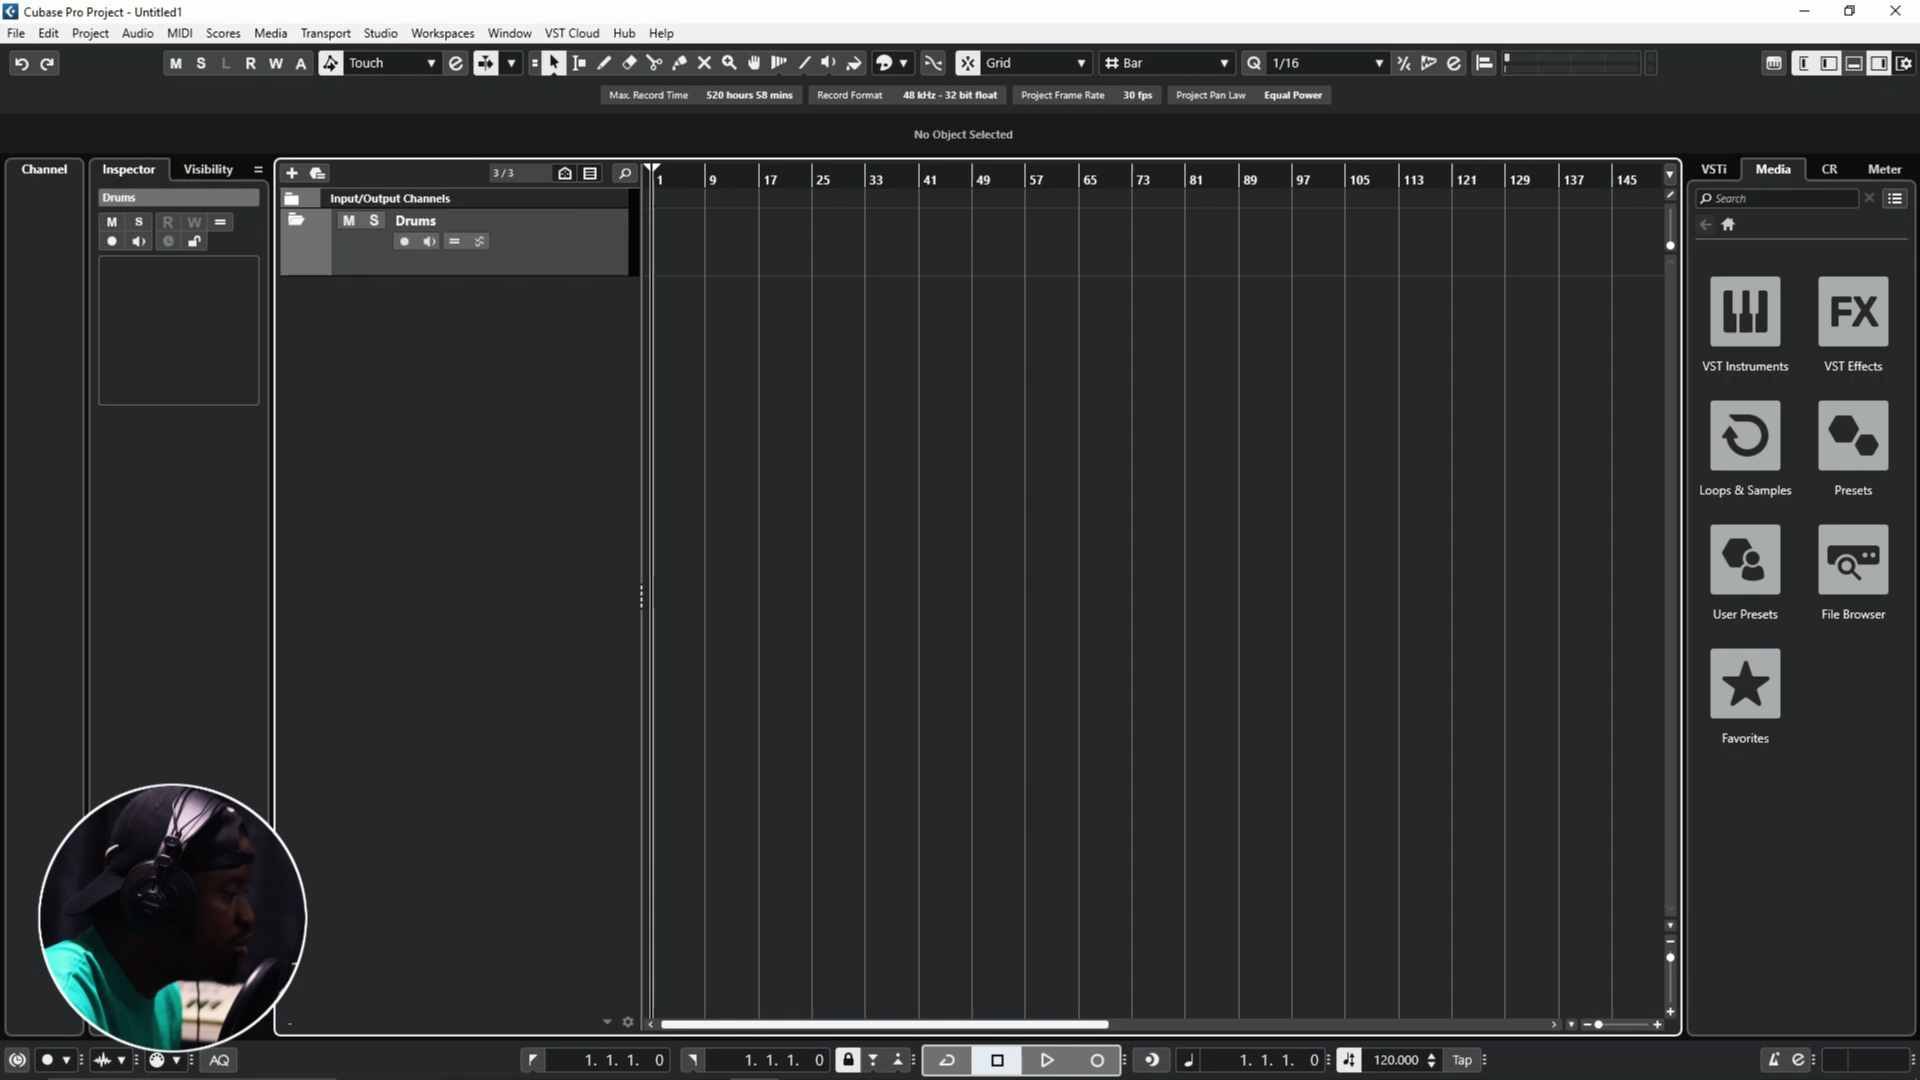 Cubase Pro Project - Untitled1
File Edit Project Audio MIDI Scores Media Transport Studio Workspaces Window VST Cloud Hub Help
M S L R W A Touch Grid Bar Q 1/16
Max. Record Time 520 hours 58 mins Record Format 48 kHz - 32 bit float Project Frame Rate 30 fps Project Pan Law Equal Power
No Object Selected
Channel Inspector Visibility 3 / 3 1 9 17 25 33 41 49 57 65 73 81 89 97 105 113 121 129 137 145 VSTi Media CR Meter
Drums Input/Output Channels Search
M S R W M S Drums
FX
VST Instruments VST Effects
Loops & Samples Presets
User Presets File Browser
Favorites
AQ 1. 1. 1. 0 1. 1. 1. 0 1. 1. 1. 0 120.000 Tap